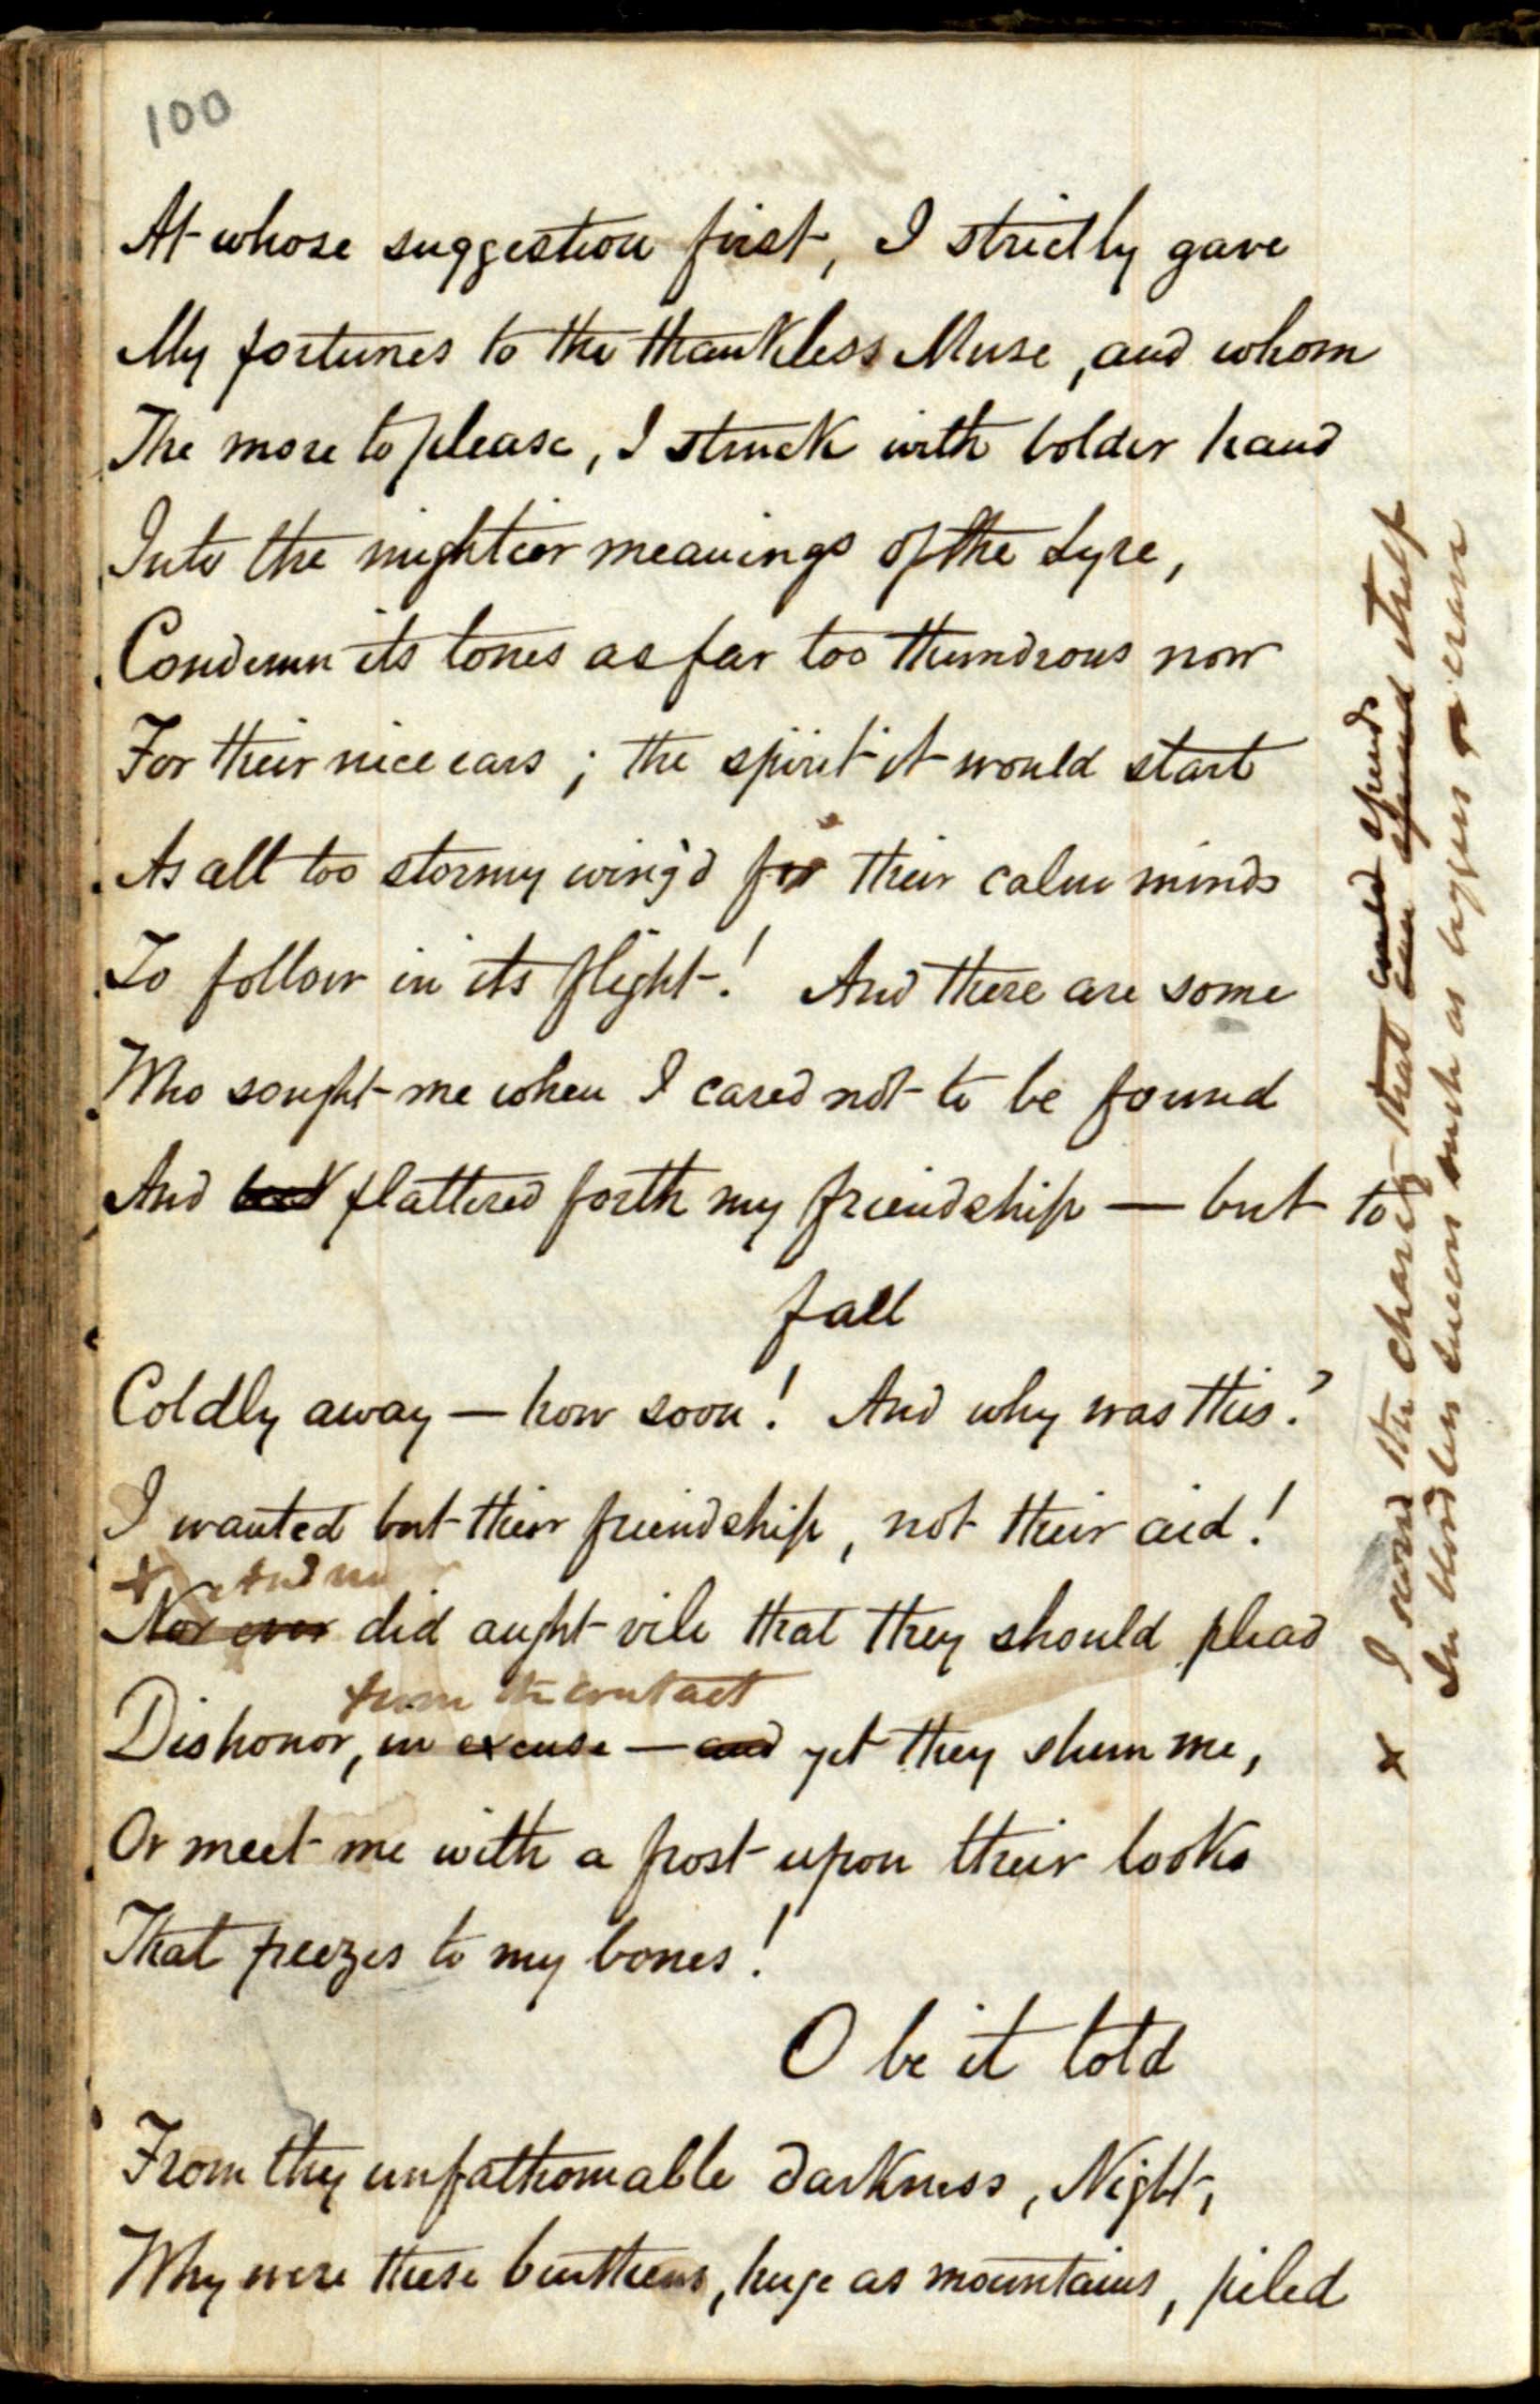 100
At whose suggestion first, I strictly gave
My fortunes to the thankless Muse, and whom
The more to please, I struck with bolder hand
Into the mightier meanings of the Lyre,
Condemn its tones as far too thundrous now
For their nice ears; the spirit it would start
As all too stormy wing'd for their calm minds
To follow in its flight! And there are some
Who sought me when I cared not to be found
And flattered forth my friendship — but to
fall
Coldly away — how soon! And why was this?
I wanted but their friendship, not their aid!
x And
Nor ever did aught vile that they should plead
from the contact
Dishonor, in excuse — and yet they shun me,
Or meet me with a frost upon their looks
That freezes to my bones!
O be it told
From thy unfathomable darkness, Night,
Why were these burthens, huge as mountains, piled
could spends
x I scorn the charity that can spend itself
In bloodless such as